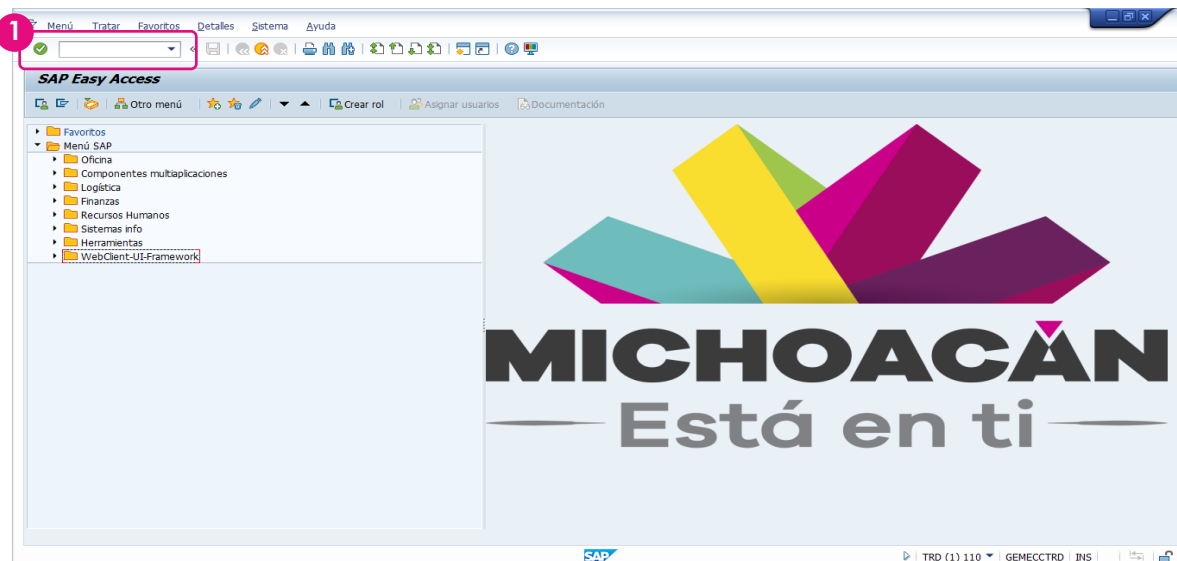 1
Menú Tratar Favoritos Detalles Sistema Ayuda
SAP Easy Access
Otro menú Crear rol Asignar usuarios Documentación
Favoritos
Menú SAP
Oficina
Componentes multiaplicaciones
Logística
Finanzas
Recursos Humanos
Sistemas info
Herramientas
WebClient-UI-Framework
MICHOACÁN
Está en ti
SAP TRD (1) 110 GEMECCTRD INS